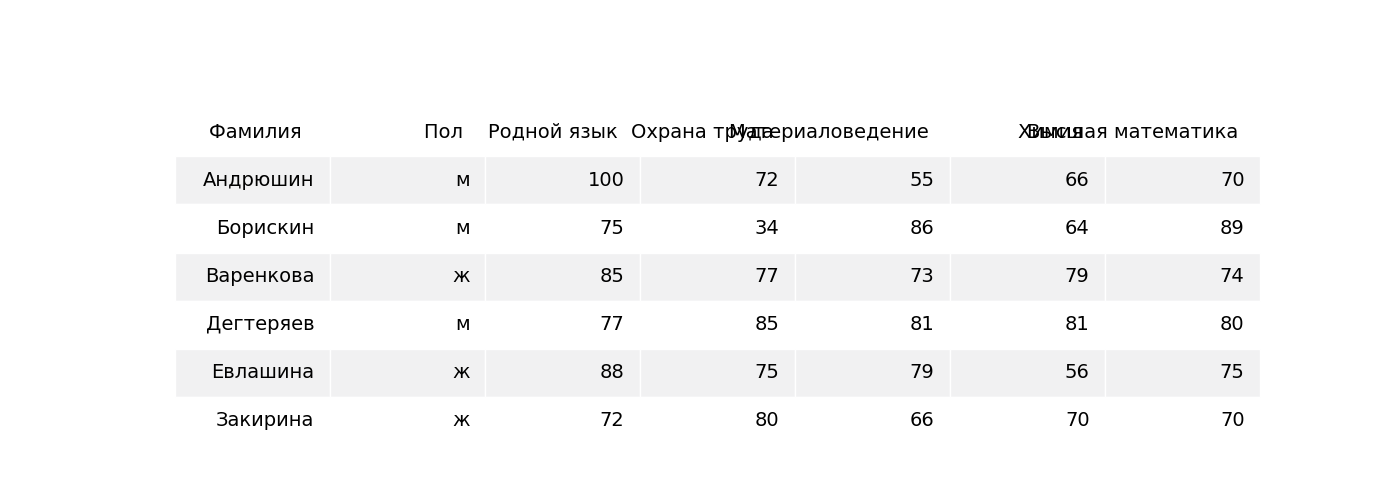 Фамилия Пол Родной язык Охрана труда Материаловедение Химия Высшая математика
Андрюшин м 100 72 55 66 70
Борискин м 75 34 86 64 89
Варенкова ж 85 77 73 79 74
Дегтеряев м 77 85 81 81 80
Евлашина ж 88 75 79 56 75
Закирина ж 72 80 66 70 70